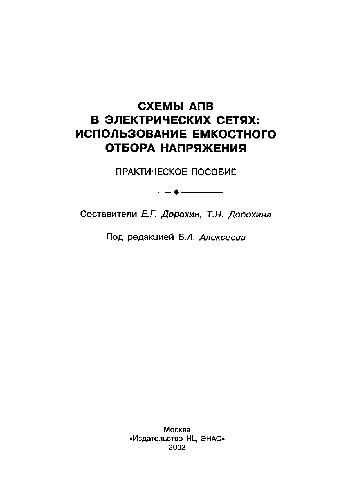 СХЕМЫ АПВ
В ЭЛЕКТРИЧЕСКИХ СЕТЯХ:
ИСПОЛЬЗОВАНИЕ ЕМКОСТНОГО
ОТБОРА НАПРЯЖЕНИЯ
ПРАКТИЧЕСКОЕ ПОСОБИЕ
Составители Е.Г. Дорохин, Т.Н. Дорохина
Под редакцией Б.А. Алексеева
Москва
«Издательство НЦ ЭНАС»
2002